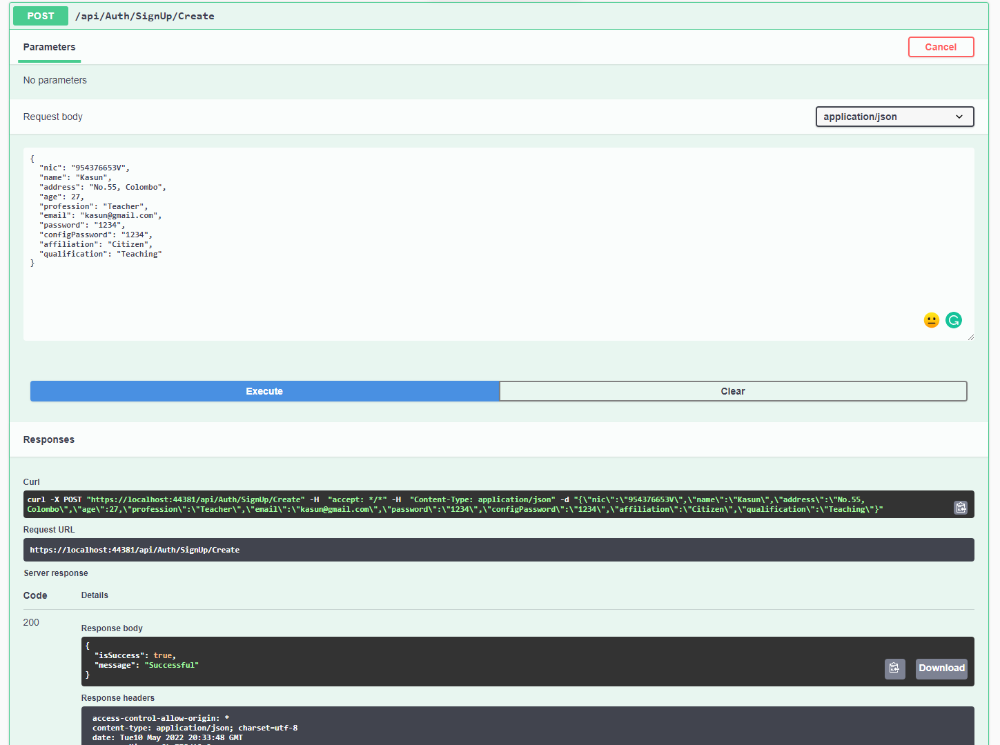 POST /api/Auth/SignUp/Create
Parameters
Cancel
No parameters
Request body
application/json
{
"nic": "954376653V",
"name": "Kasun",
"address": "No.55, Colombo",
"age": 27,
"profession": "Teacher",
"email": "kasun@gmail.com",
"password": "1234",
"configPassword": "1234",
"affiliation": "Citizen",
"qualification": "Teaching"
}
Execute
Clear
Responses
Curl
curl -X POST "https://localhost:44381/api/Auth/SignUp/Create" -H  "accept: */*" -H  "Content-Type: application/json" -d "{\"nic\":\"954376653V\",\"name\":\"Kasun\",\"address\":\"No.55,
Colombo\",\"age\":27,\"profession\":\"Teacher\",\"email\":\"kasun@gmail.com\",\"password\":\"1234\",\"configPassword\":\"1234\",\"affiliation\":\"Citizen\",\"qualification\":\"Teaching\"}"
Request URL
https://localhost:44381/api/Auth/SignUp/Create
Server response
Code Details
200
Response body
{
"isSuccess": true,
"message": "Successful"
}
Download
Response headers
access-control-allow-origin: *
content-type: application/json; charset=utf-8
date: Tue10 May 2022 20:33:48 GMT